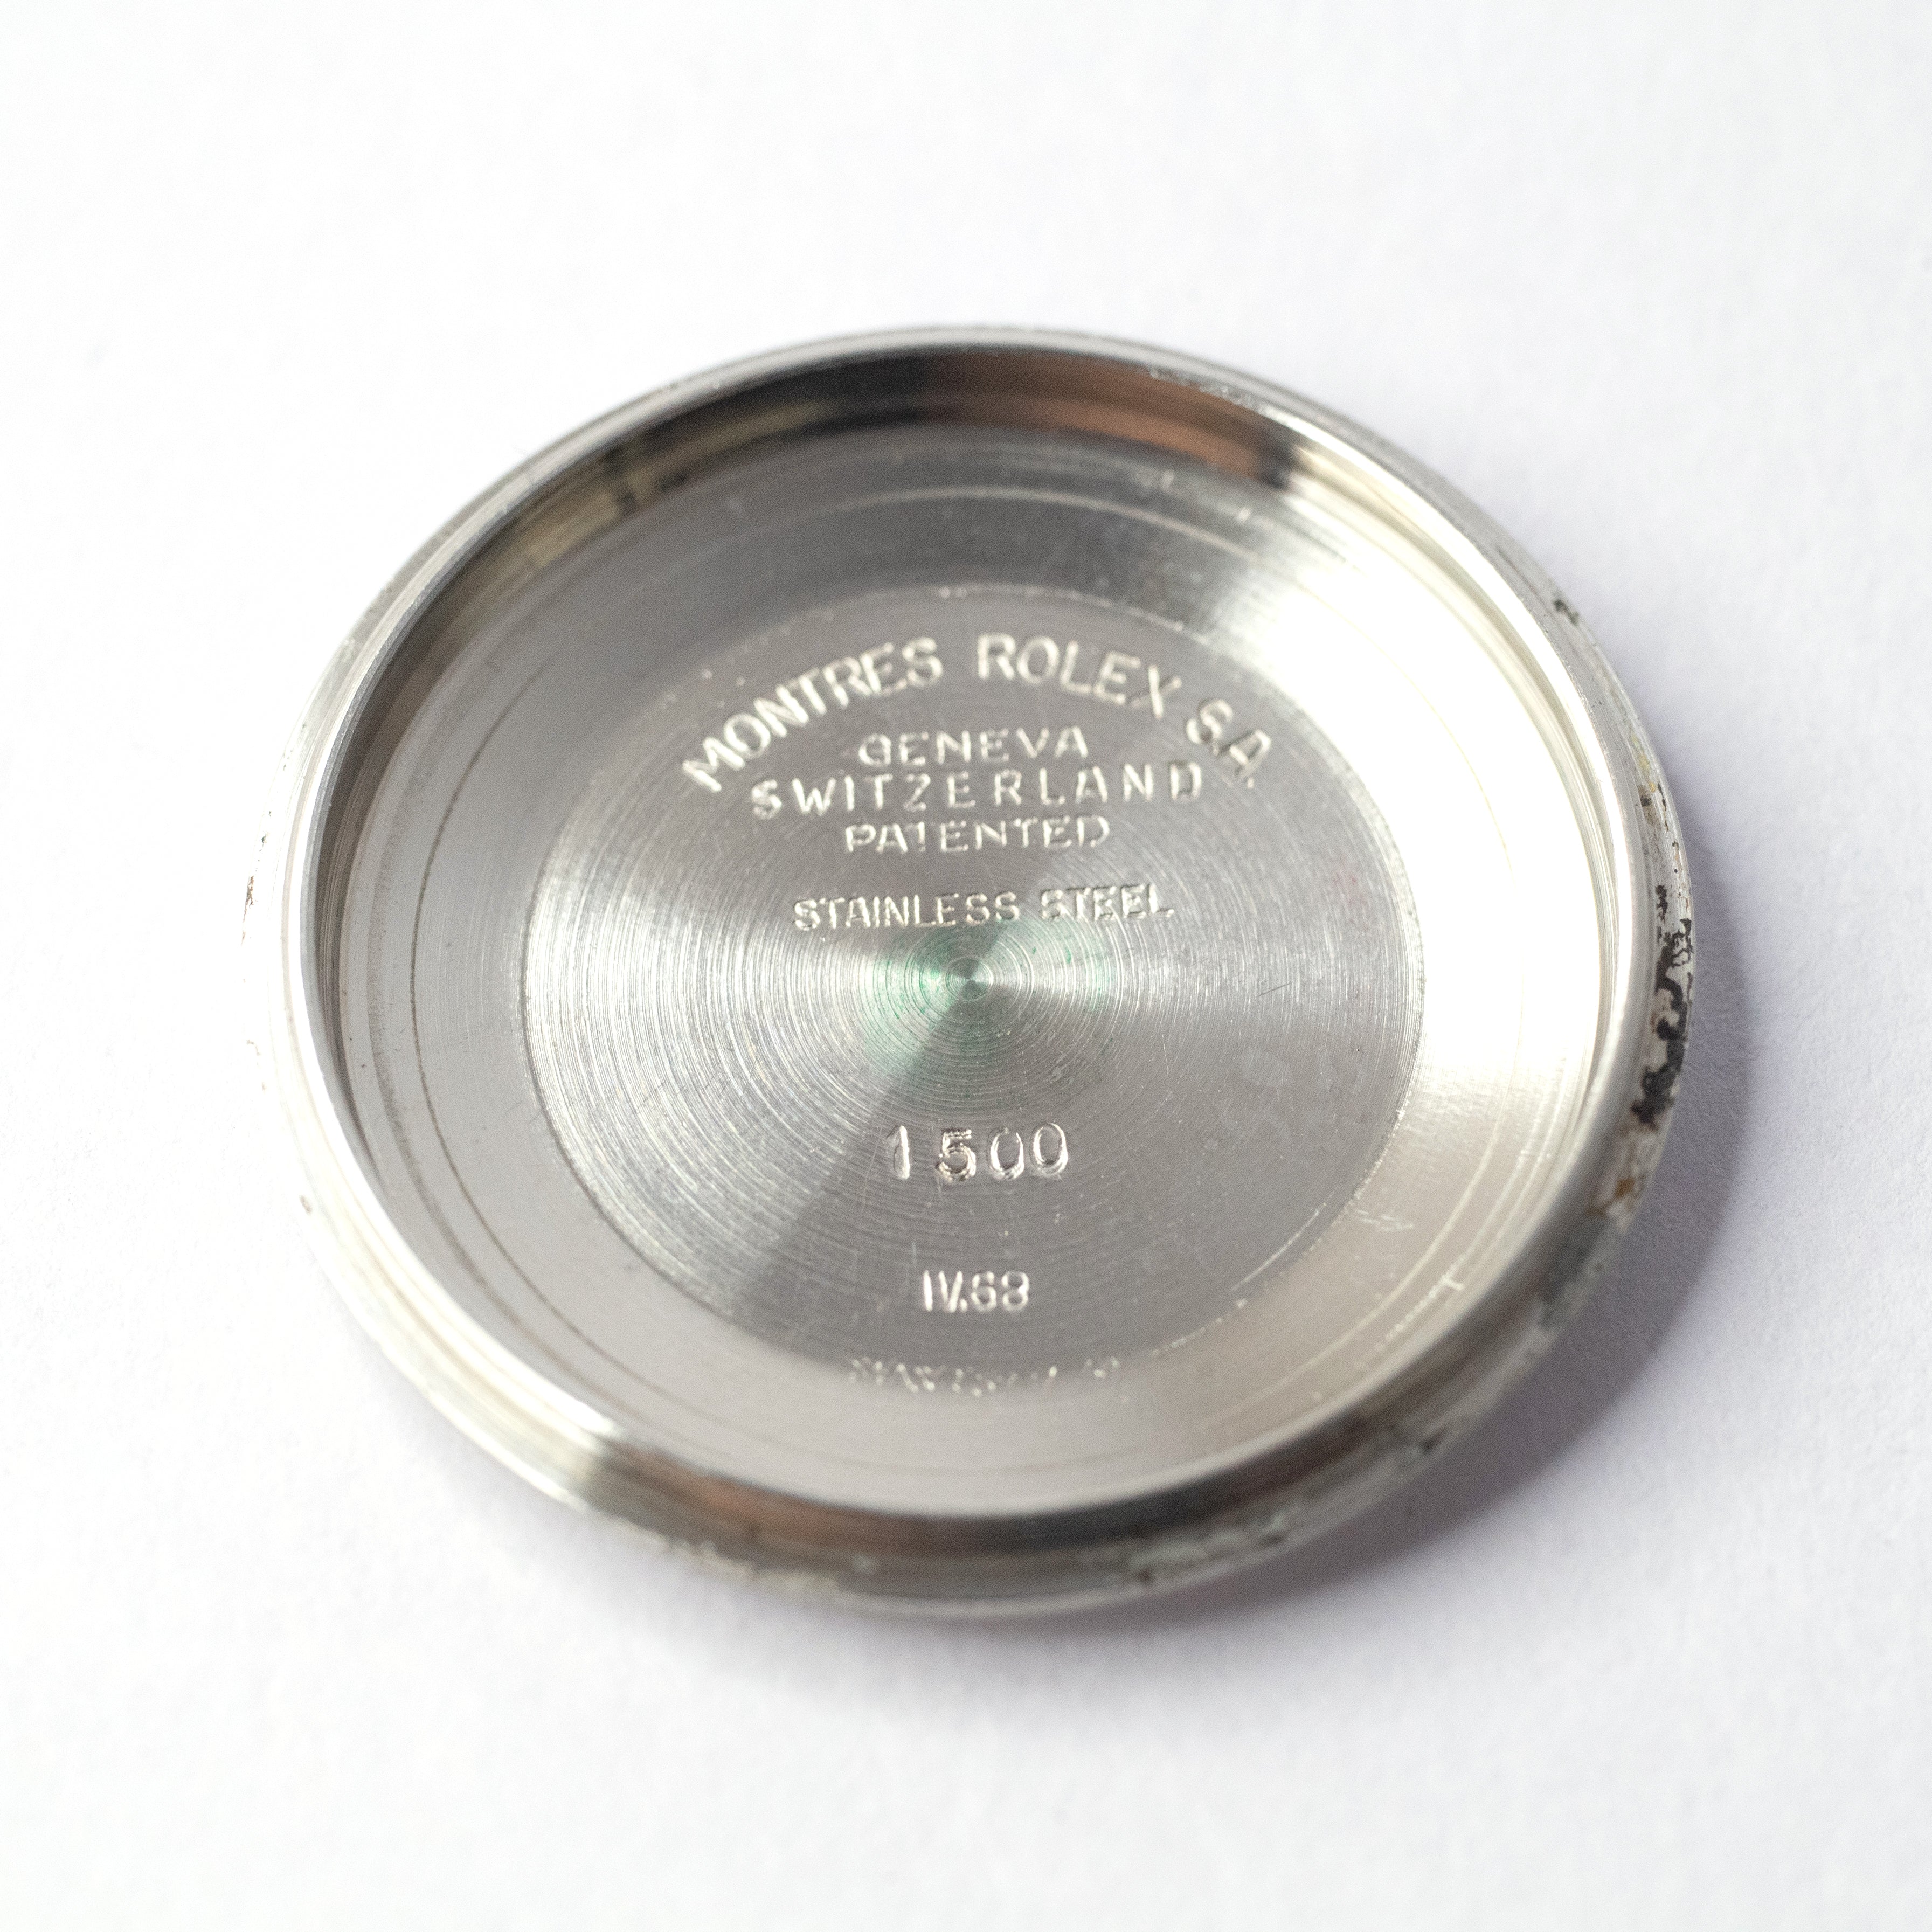 MONTRES ROLEX S.A.
GENEVA
SWITZERLAND
PATENTED
STAINLESS STEEL
1500
IV.68